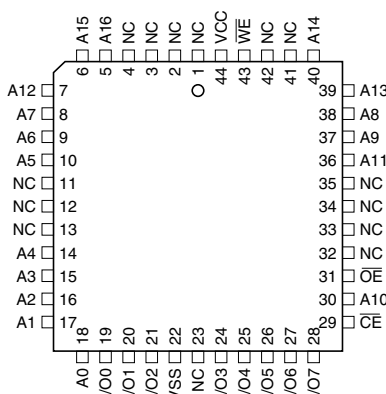 A15 A16 NC NC NC NC VCC W̅E̅ NC NC A14
6 5 4 3 2 1 44 43 42 41 40
A12 7 39 A13
A7 8 38 A8
A6 9 37 A9
A5 10 36 A11
NC 11 35 NC
NC 12 34 NC
NC 13 33 NC
A4 14 32 NC
A3 15 31 O̅E̅
A2 16 30 A10
A1 17 29 C̅E̅
18 19 20 21 22 23 24 25 26 27 28
A0 /O0 /O1 /O2 VSS NC /O3 /O4 /O5 /O6 /O7